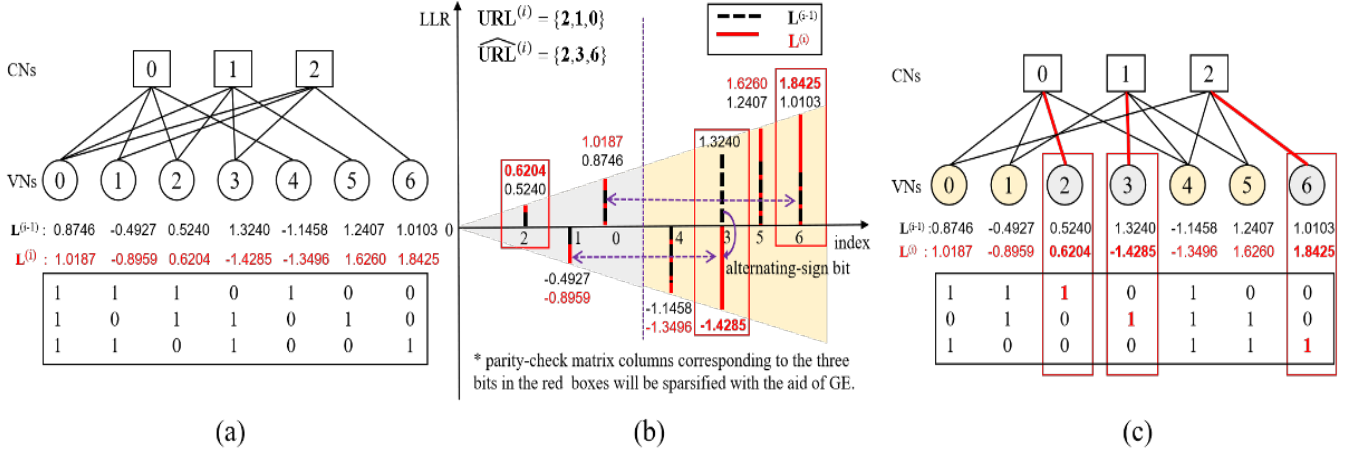 CNs
0 1 2
VNs
0 1 2 3 4 5 6
L(i-1) : 0.8746 -0.4927 0.5240 1.3240 -1.1458 1.2407 1.0103
L(i) : 1.0187 -0.8959 0.6204 -1.4285 -1.3496 1.6260 1.8425
1 1 1 0 1 0 0
1 0 1 1 0 1 0
1 1 0 1 0 0 1
(a)
LLR
URL(i) = {2,1,0}
URL(i) = {2,3,6}
L(i-1)
L(i)
1.6260
1.2407
1.8425
1.0103
1.3240
1.0187
0.8746
0.6204
0.5240
0
2 1 0 4 3 5 6
index
alternating-sign bit
-0.4927
-0.8959
-1.1458
-1.3496
-1.4285
* parity-check matrix columns corresponding to the three
bits in the red boxes will be sparsified with the aid of GE.
(b)
CNs
0 1 2
VNs
0 1 2 3 4 5 6
L(i-1) :0.8746 -0.4927 0.5240 1.3240 -1.1458 1.2407 1.0103
L(i) : 1.0187 -0.8959 0.6204 -1.4285 -1.3496 1.6260 1.8425
1 1 1 0 1 0 0
0 1 0 1 1 1 0
1 0 0 0 1 1 1
(c)